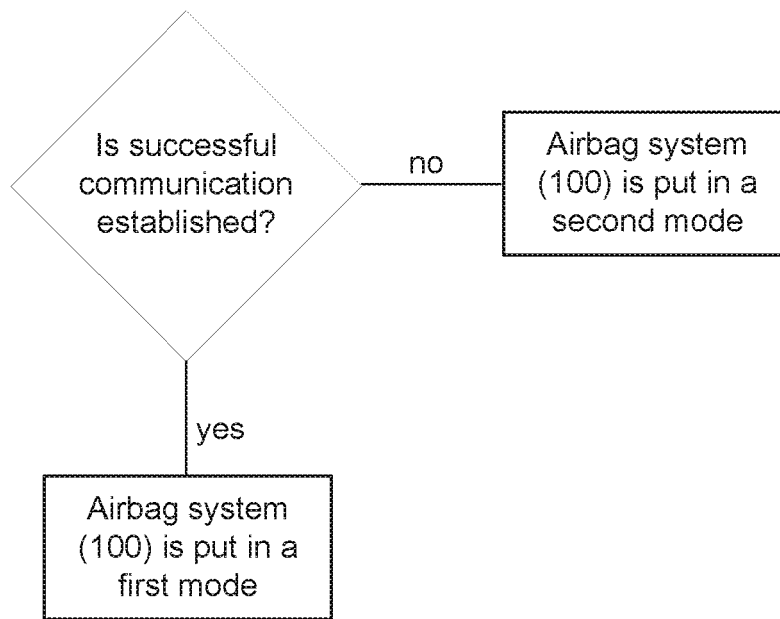 Is successful
communication
established?
no
Airbag system
(100) is put in a
second mode
yes
Airbag system
(100) is put in a
first mode